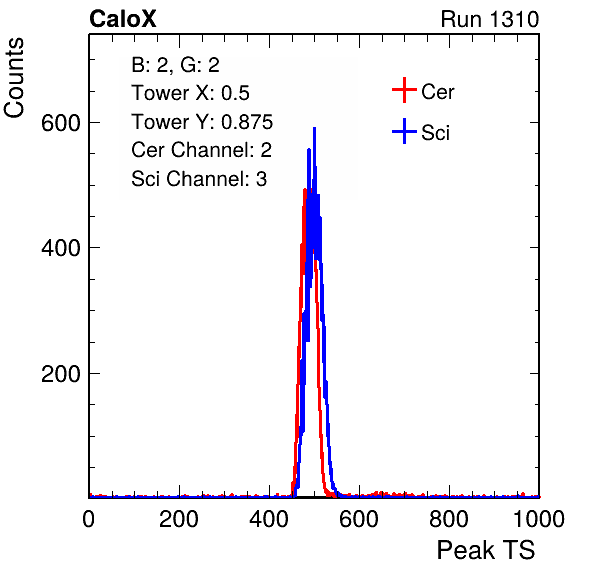 CaloX Run 1310
Counts
B: 2, G: 2
Tower X: 0.5
Tower Y: 0.875
Cer Channel: 2
Sci Channel: 3
Cer
Sci
600
400
200
0 200 400 600 800 1000
Peak TS